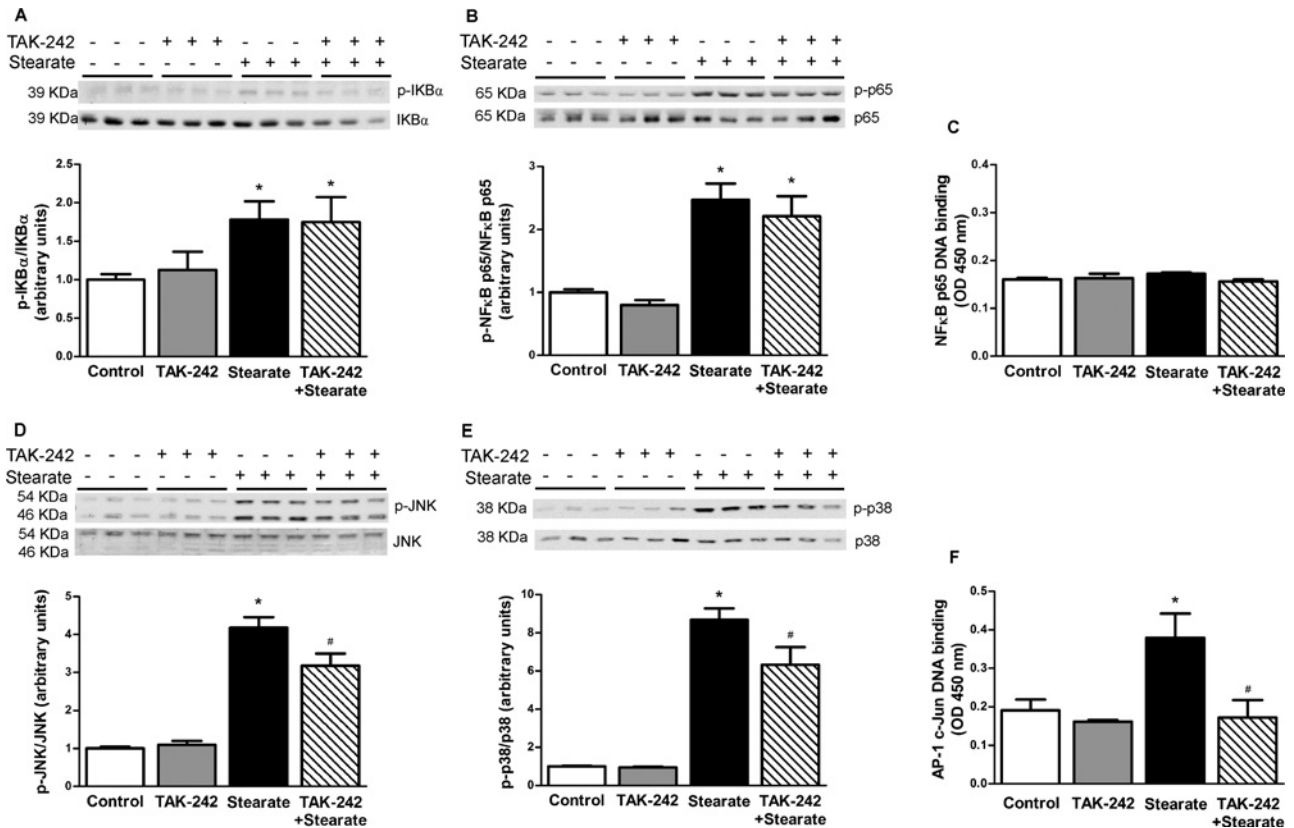 A
TAK-242 - - - + + + - - - + + +
Stearate - - - - - - + + + + + +
39 KDa p-IKBα
39 KDa IKBα
p-IKBα/IKBα
(arbitrary units)
2.5
2.0
1.5
1.0
0.5
0.0
* *
Control TAK-242 Stearate TAK-242
+Stearate
B
TAK-242 - - - + + + - - - + + +
Stearate - - - - - - + + + + + +
65 KDa p-p65
65 KDa p65
p-NFκB p65/NFκB p65
(arbitrary units)
3
2
1
0
* *
Control TAK-242 Stearate TAK-242
+Stearate
C
NFκB p65 DNA binding
(OD 450 nm)
0.4
0.3
0.2
0.1
0.0
Control TAK-242 Stearate TAK-242
+Stearate
D
TAK-242 - - - + + + - - - + + +
Stearate - - - - - - + + + + + +
54 KDa
46 KDa
p-JNK
54 KDa
46 KDa
JNK
p-JNK/JNK (arbitrary units)
5
4
3
2
1
0
* #
Control TAK-242 Stearate TAK-242
+Stearate
E
TAK-242 - - - + + + - - - + + +
Stearate - - - - - - + + + + + +
38 KDa p-p38
38 KDa p38
p-p38/p38 (arbitrary units)
10
8
6
4
2
0
* #
Control TAK-242 Stearate TAK-242
+Stearate
F
AP-1 c-Jun DNA binding
(OD 450 nm)
0.5
0.4
0.3
0.2
0.1
0.0
* #
Control TAK-242 Stearate TAK-242
+Stearate